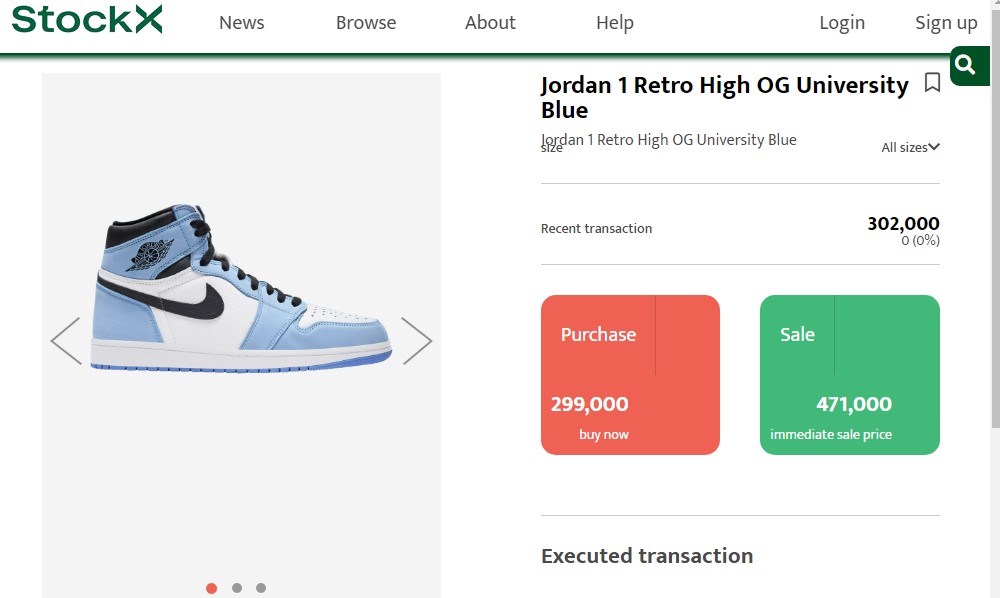 StockX
News
Browse
About
Help
Login
Sign up
Jordan 1 Retro High OG University
Blue
Jordan 1 Retro High OG University Blue
size
All sizes
Recent transaction
302,000
0 (0%)
Purchase
299,000
buy now
Sale
471,000
immediate sale price
Executed transaction